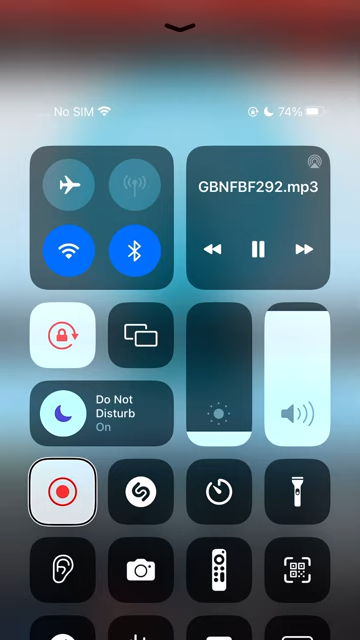 No SIM
74%
GBNFBF292.mp3
Do Not
Disturb
On